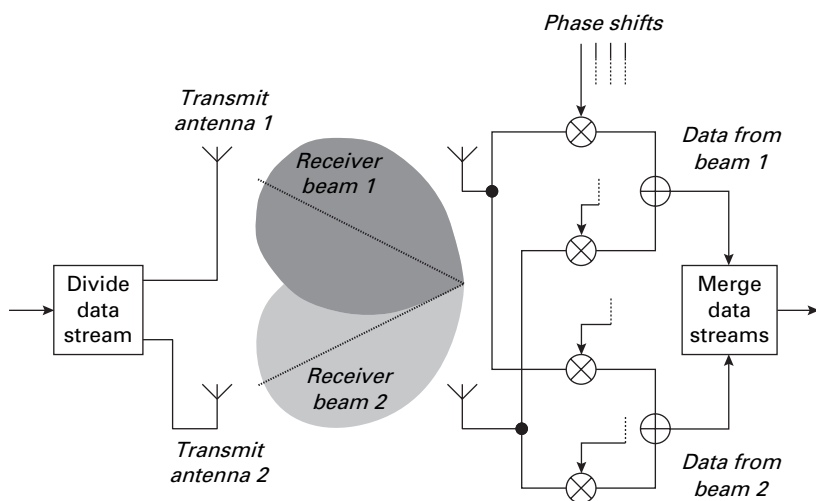 Phase shifts
Transmit
antenna 1
Receiver
beam 1
Data from
beam 1
Divide
data
stream
Merge
data
streams
Receiver
beam 2
Transmit
antenna 2
Data from
beam 2